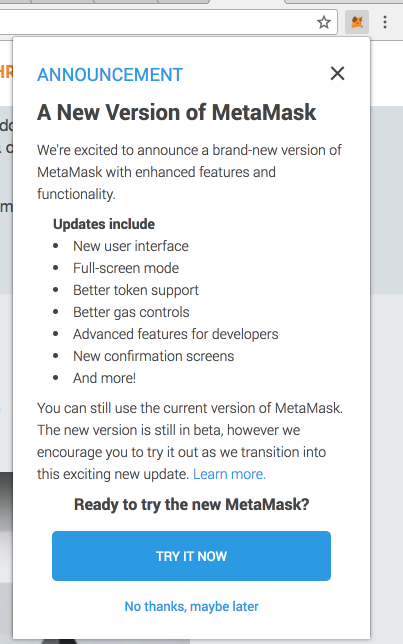 ANNOUNCEMENT
A New Version of MetaMask
We're excited to announce a brand-new version of
MetaMask with enhanced features and
functionality.
Updates include
• New user interface
• Full-screen mode
• Better token support
• Better gas controls
• Advanced features for developers
• New confirmation screens
• And more!
You can still use the current version of MetaMask.
The new version is still in beta, however we
encourage you to try it out as we transition into
this exciting new update. Learn more.
Ready to try the new MetaMask?
TRY IT NOW
No thanks, maybe later